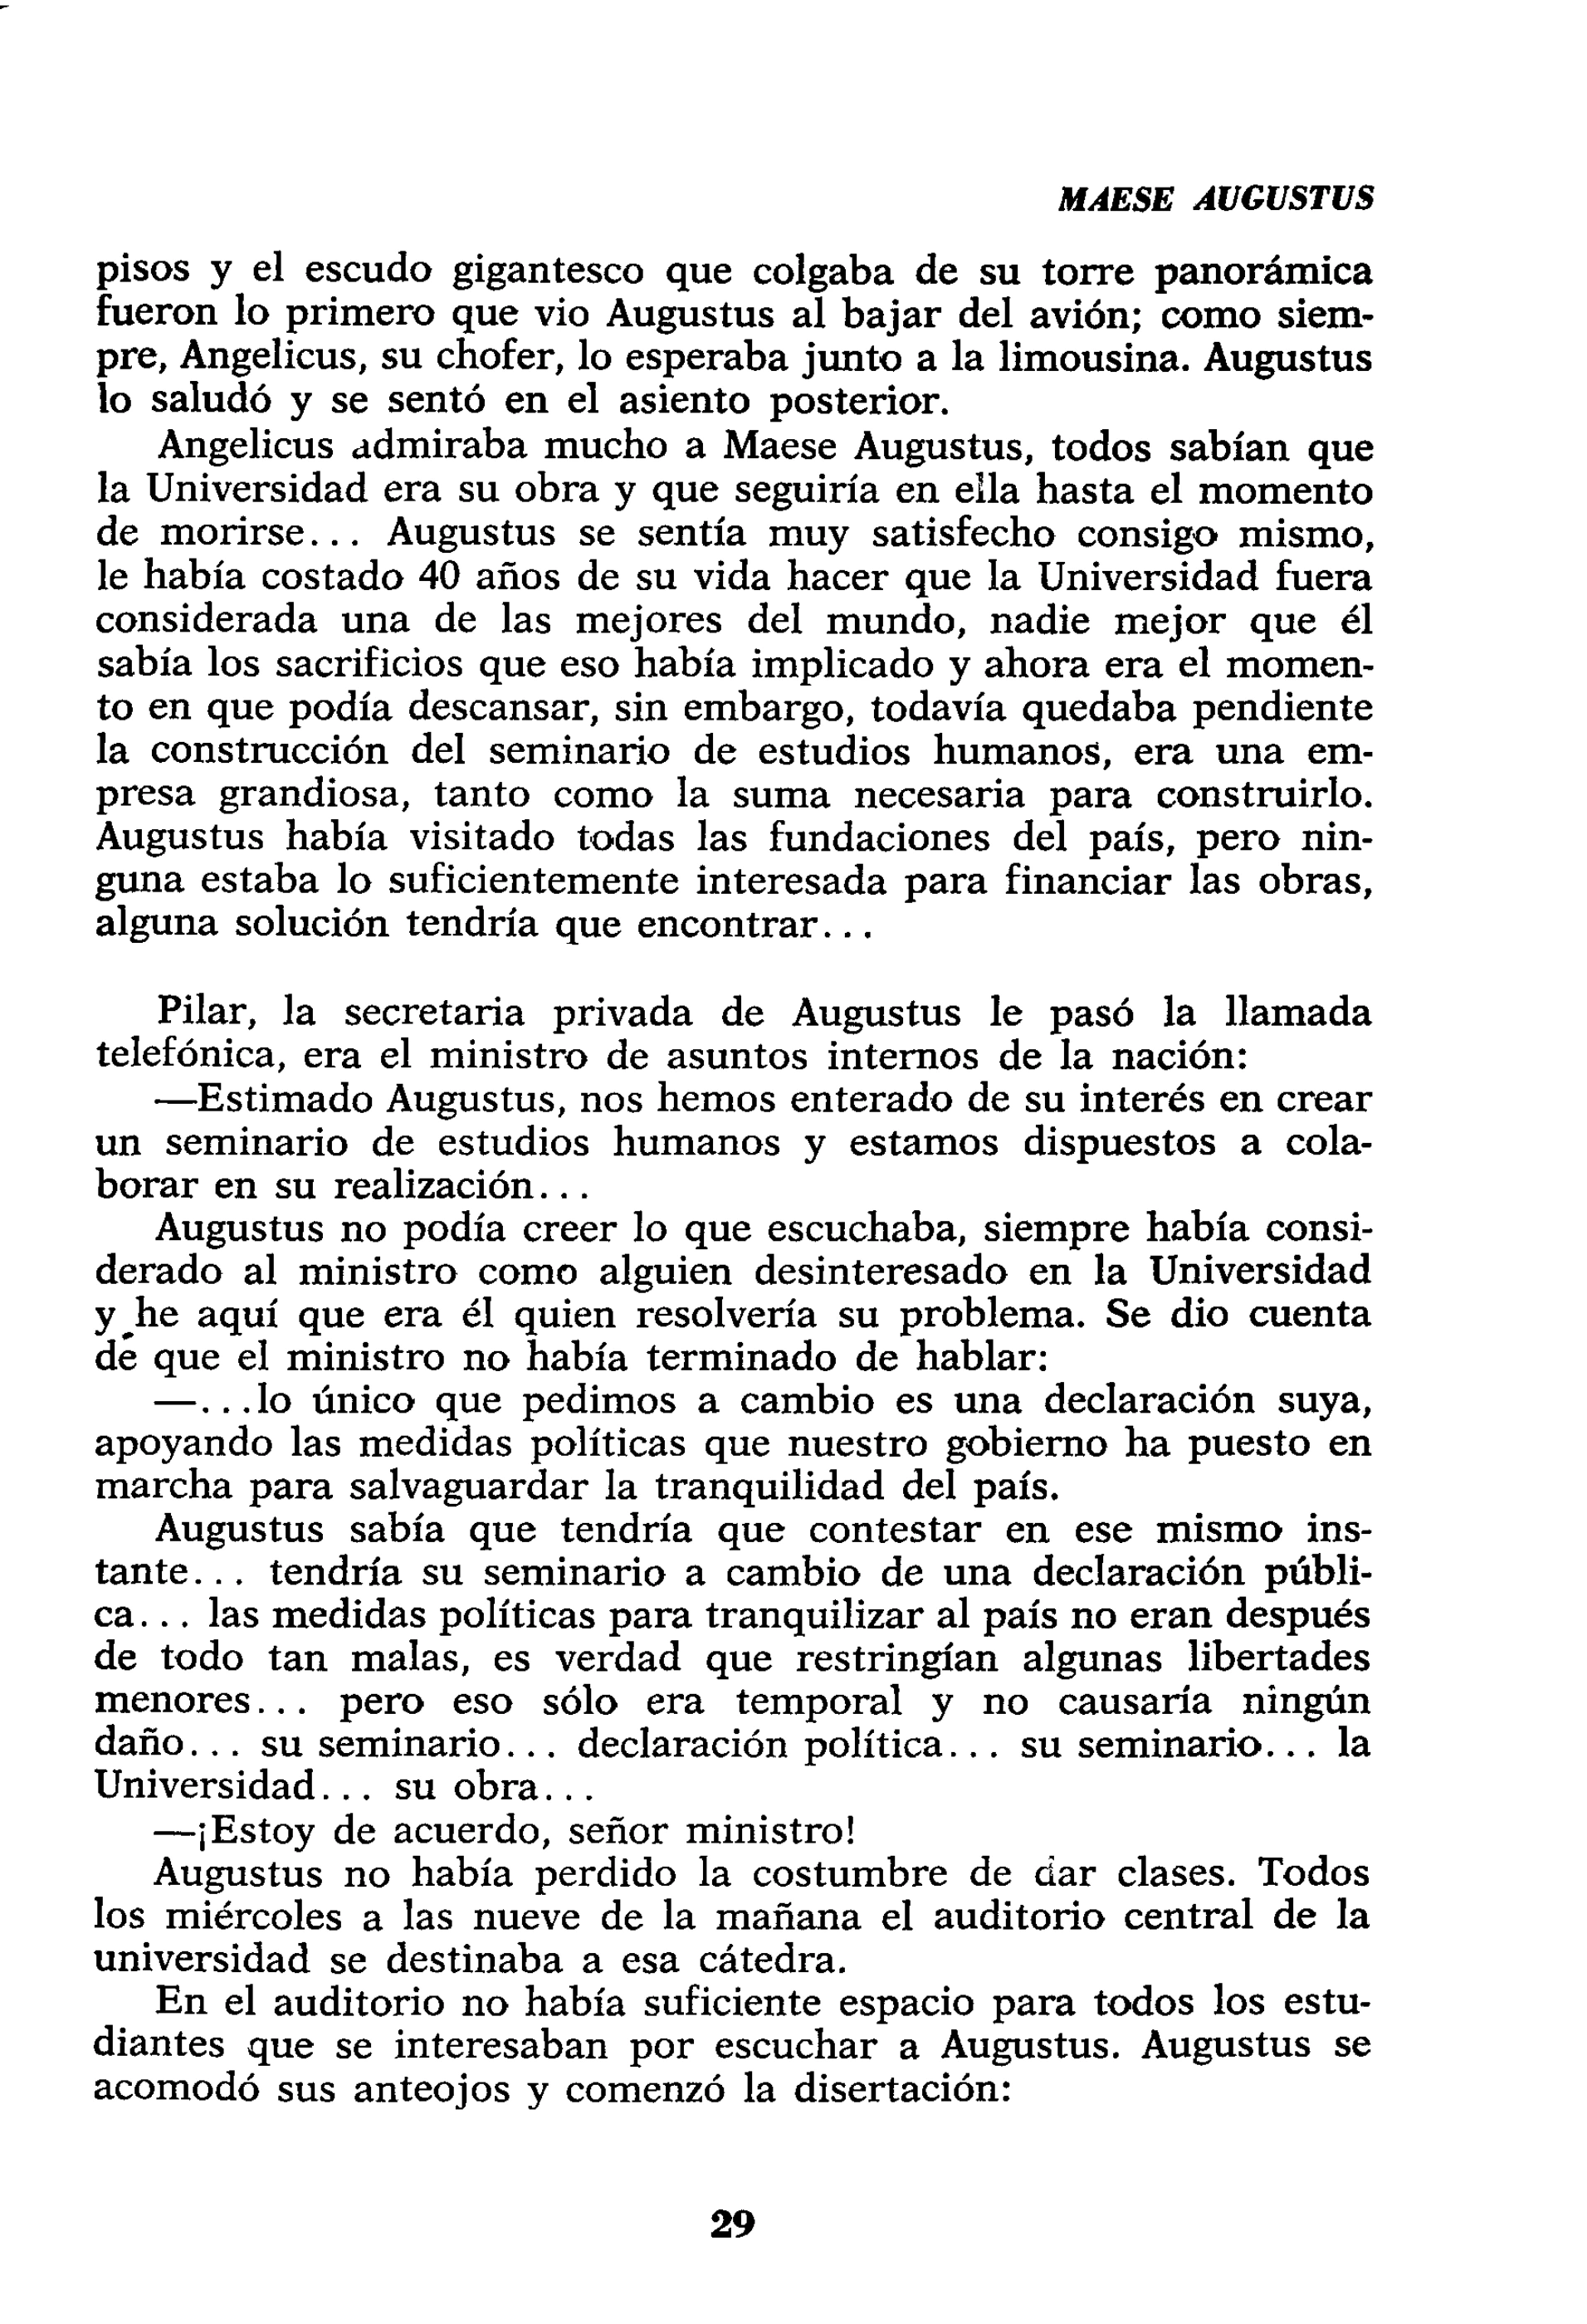 MAESE AUGUSTUS
pisos y el escudo gigantesco que colgaba de su torre panorámica
fueron lo primero que vio Augustus al bajar del avión; como siem-
pre, Angelicus, su chofer, lo esperaba junto a la limousina. Augustus
lo saludó y se sentó en el asiento posterior.
Angelicus admiraba mucho a Maese Augustus, todos sabían que
la Universidad era su obra y que seguiría en ella hasta el momento
de morirse... Augustus se sentía muy satisfecho consigo mismo,
le había costado 40 años de su vida hacer que la Universidad fuera
considerada una de las mejores del mundo, nadie mejor que él
sabía los sacrificios que eso había implicado y ahora era el momen-
to en que podía descansar, sin embargo, todavía quedaba pendiente
la construcción del seminario de estudios humanos, era una em-
presa grandiosa, tanto como la suma necesaria para construirlo.
Augustus había visitado todas las fundaciones del país, pero nin-
guna estaba lo suficientemente interesada para financiar las obras,
alguna solución tendría que encontrar...
Pilar, la secretaria privada de Augustus le pasó la llamada
telefónica, era el ministro de asuntos internos de la nación:
—Estimado Augustus, nos hemos enterado de su interés en crear
un seminario de estudios humanos y estamos dispuestos a cola-
borar en su realización...
Augustus no podía creer lo que escuchaba, siempre había consi-
derado al ministro como alguien desinteresado en la Universidad
y he aquí que era él quien resolvería su problema. Se dio cuenta
de que el ministro no había terminado de hablar:
—...lo único que pedimos a cambio es una declaración suya,
apoyando las medidas políticas que nuestro gobierno ha puesto en
marcha para salvaguardar la tranquilidad del país.
Augustus sabía que tendría que contestar en ese mismo ins-
tante... tendría su seminario a cambio de una declaración públi-
ca... las medidas políticas para tranquilizar al país no eran después
de todo tan malas, es verdad que restringían algunas libertades
menores... pero eso sólo era temporal y no causaría ningún
daño... su seminario... declaración política... su seminario... la
Universidad... su obra...
—¡Estoy de acuerdo, señor ministro!
Augustus no había perdido la costumbre de dar clases. Todos
los miércoles a las nueve de la mañana el auditorio central de la
universidad se destinaba a esa cátedra.
En el auditorio no había suficiente espacio para todos los estu-
diantes que se interesaban por escuchar a Augustus. Augustus se
acomodó sus anteojos y comenzó la disertación:
29